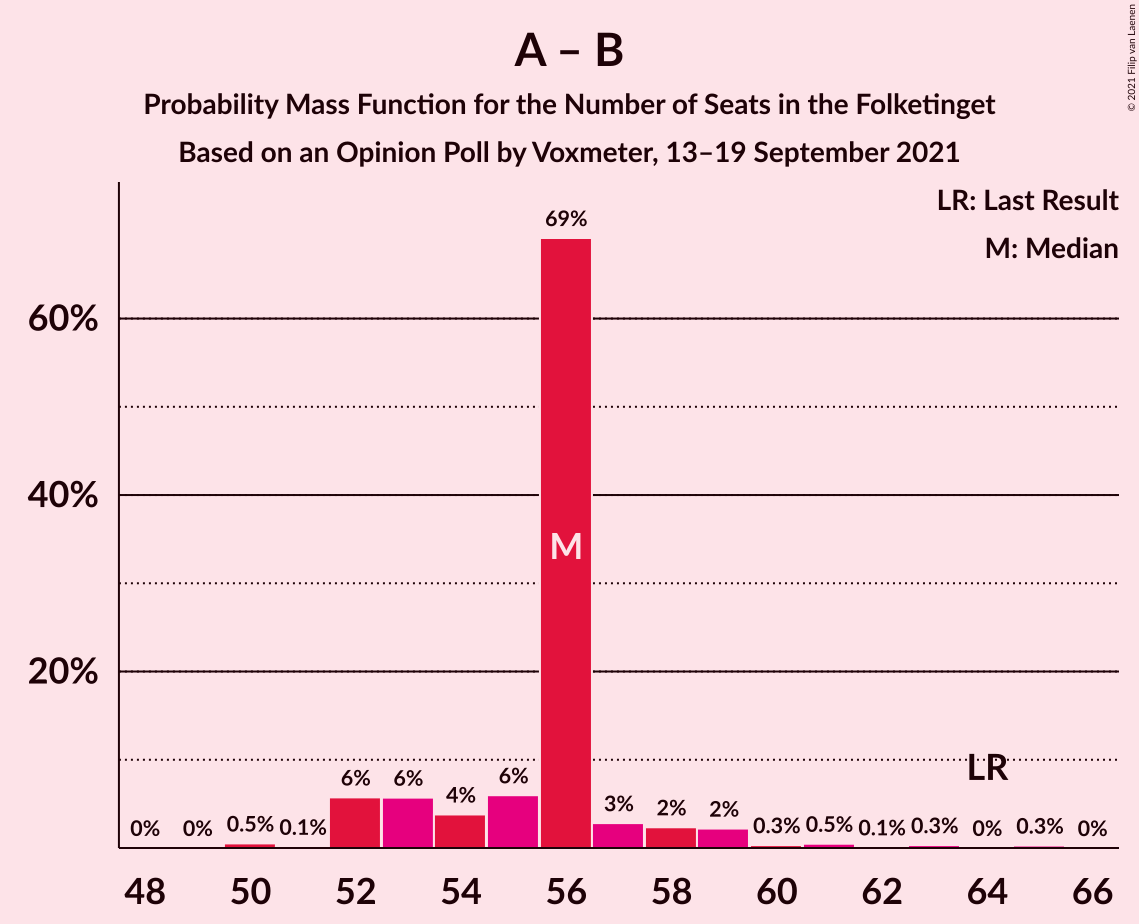 A – B
Probability Mass Function for the Number of Seats in the Folketinget
Based on an Opinion Poll by Voxmeter, 13–19 September 2021
© 2021 Filip van Laenen
LR: Last Result
M: Median
60%
40%
20%
0% 0% 0.5% 0.1% 6% 6% 4% 6% 69% 3% 2% 2% 0.3% 0.5% 0.1% 0.3% 0% 0.3% 0%
M
LR
48 50 52 54 56 58 60 62 64 66